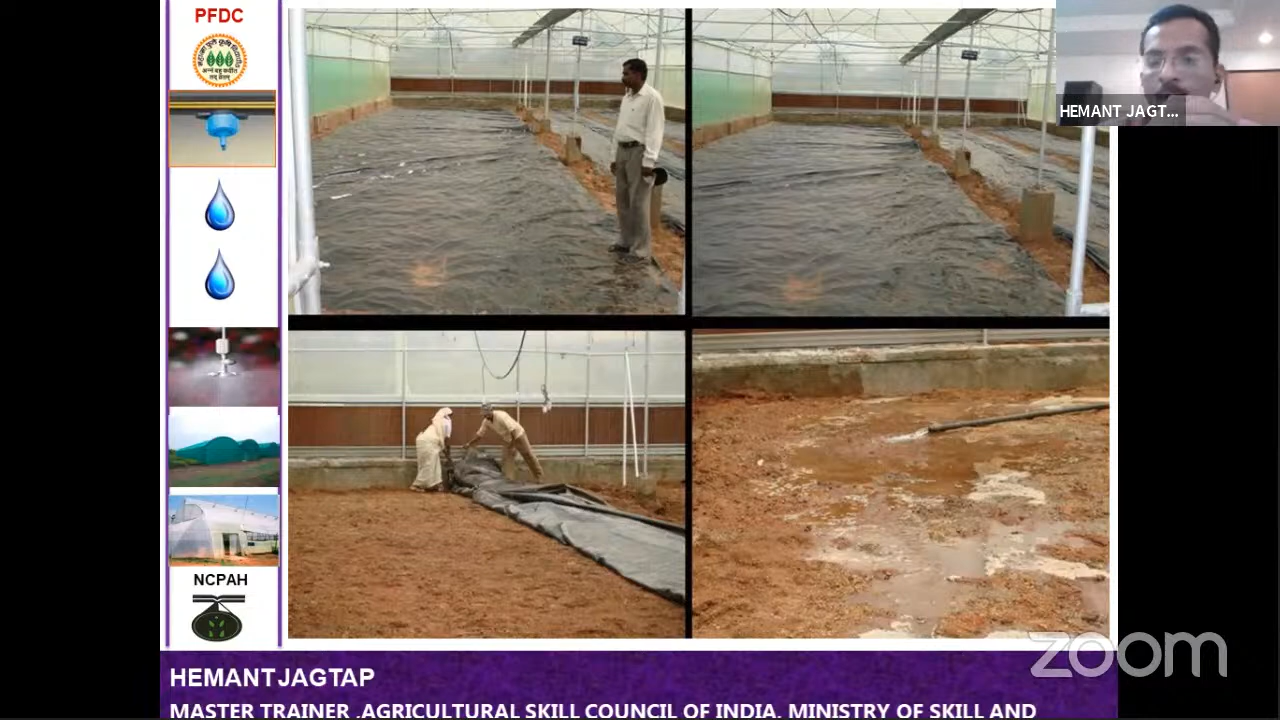 PFDC
NCPAH
HEMANT JAGT...
HEMANT JAGTAP
MASTER TRAINER ,AGRICULTURAL SKILL COUNCIL OF INDIA, MINISTRY OF SKILL AND
zoom